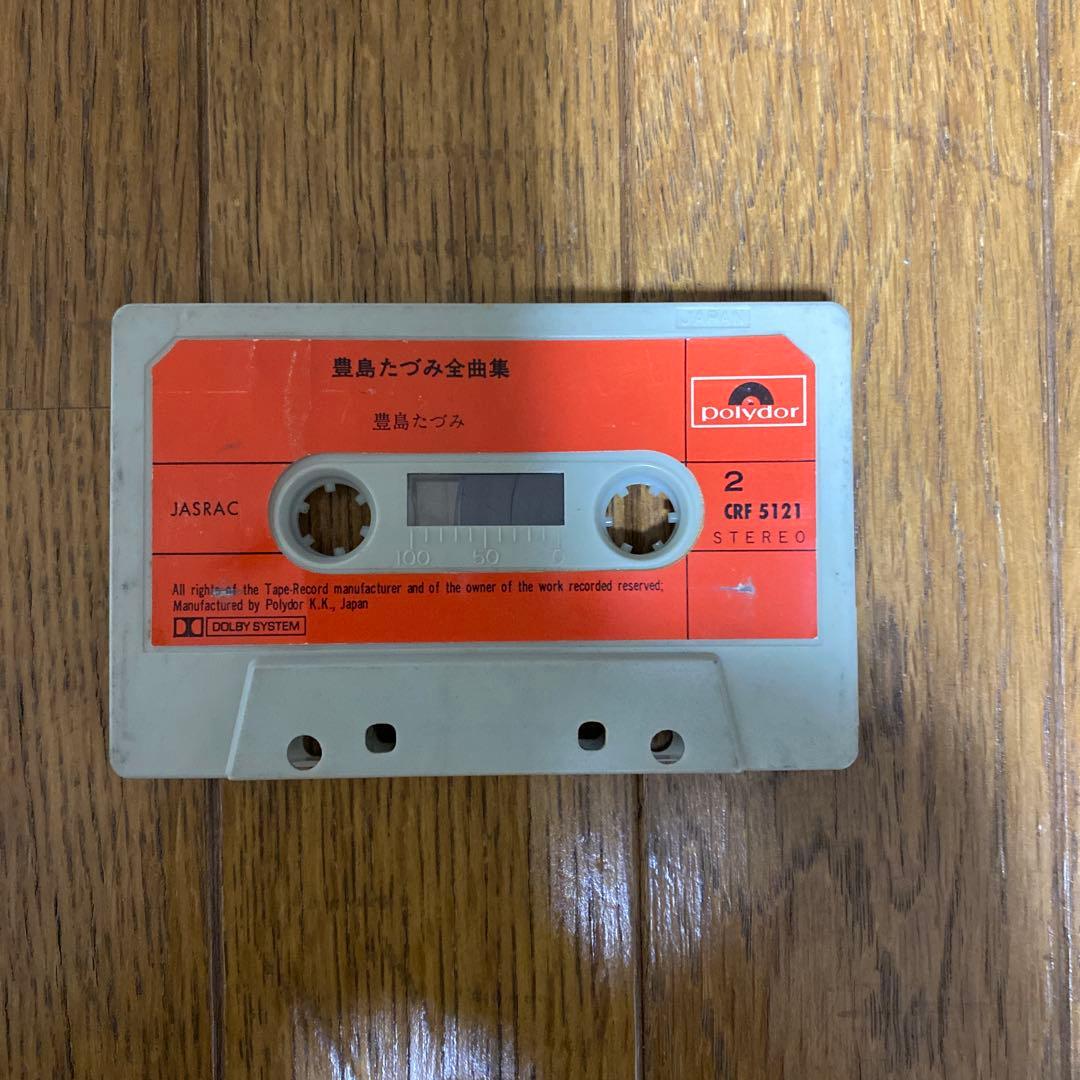 JAPAN
豊島たづみ全曲集
豊島たづみ
polydor
JASRAC
2
CRF 5121
STEREO
100 50 0
All rights of the Tape-Record manufacturer and of the owner of the work recorded reserved;
Manufactured by Polydor K.K., Japan
DOLBY SYSTEM